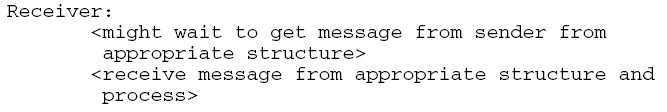 Receiver:
<might wait to get message from sender from
appropriate structure>
<receive message from appropriate structure and
process>